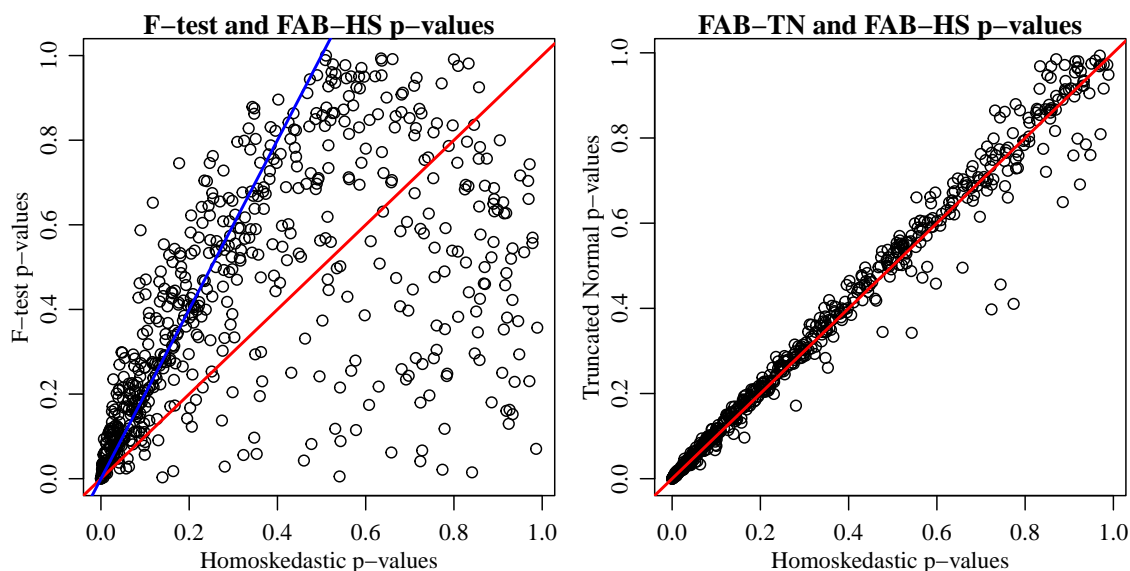 F−test and FAB−HS p−values
F−test p−values
1.0
0.8
0.6
0.4
0.2
0.0
0.0 0.2 0.4 0.6 0.8 1.0
Homoskedastic p−values
FAB−TN and FAB−HS p−values
Truncated Normal p−values
1.0
0.8
0.6
0.4
0.2
0.0
0.0 0.2 0.4 0.6 0.8 1.0
Homoskedastic p−values